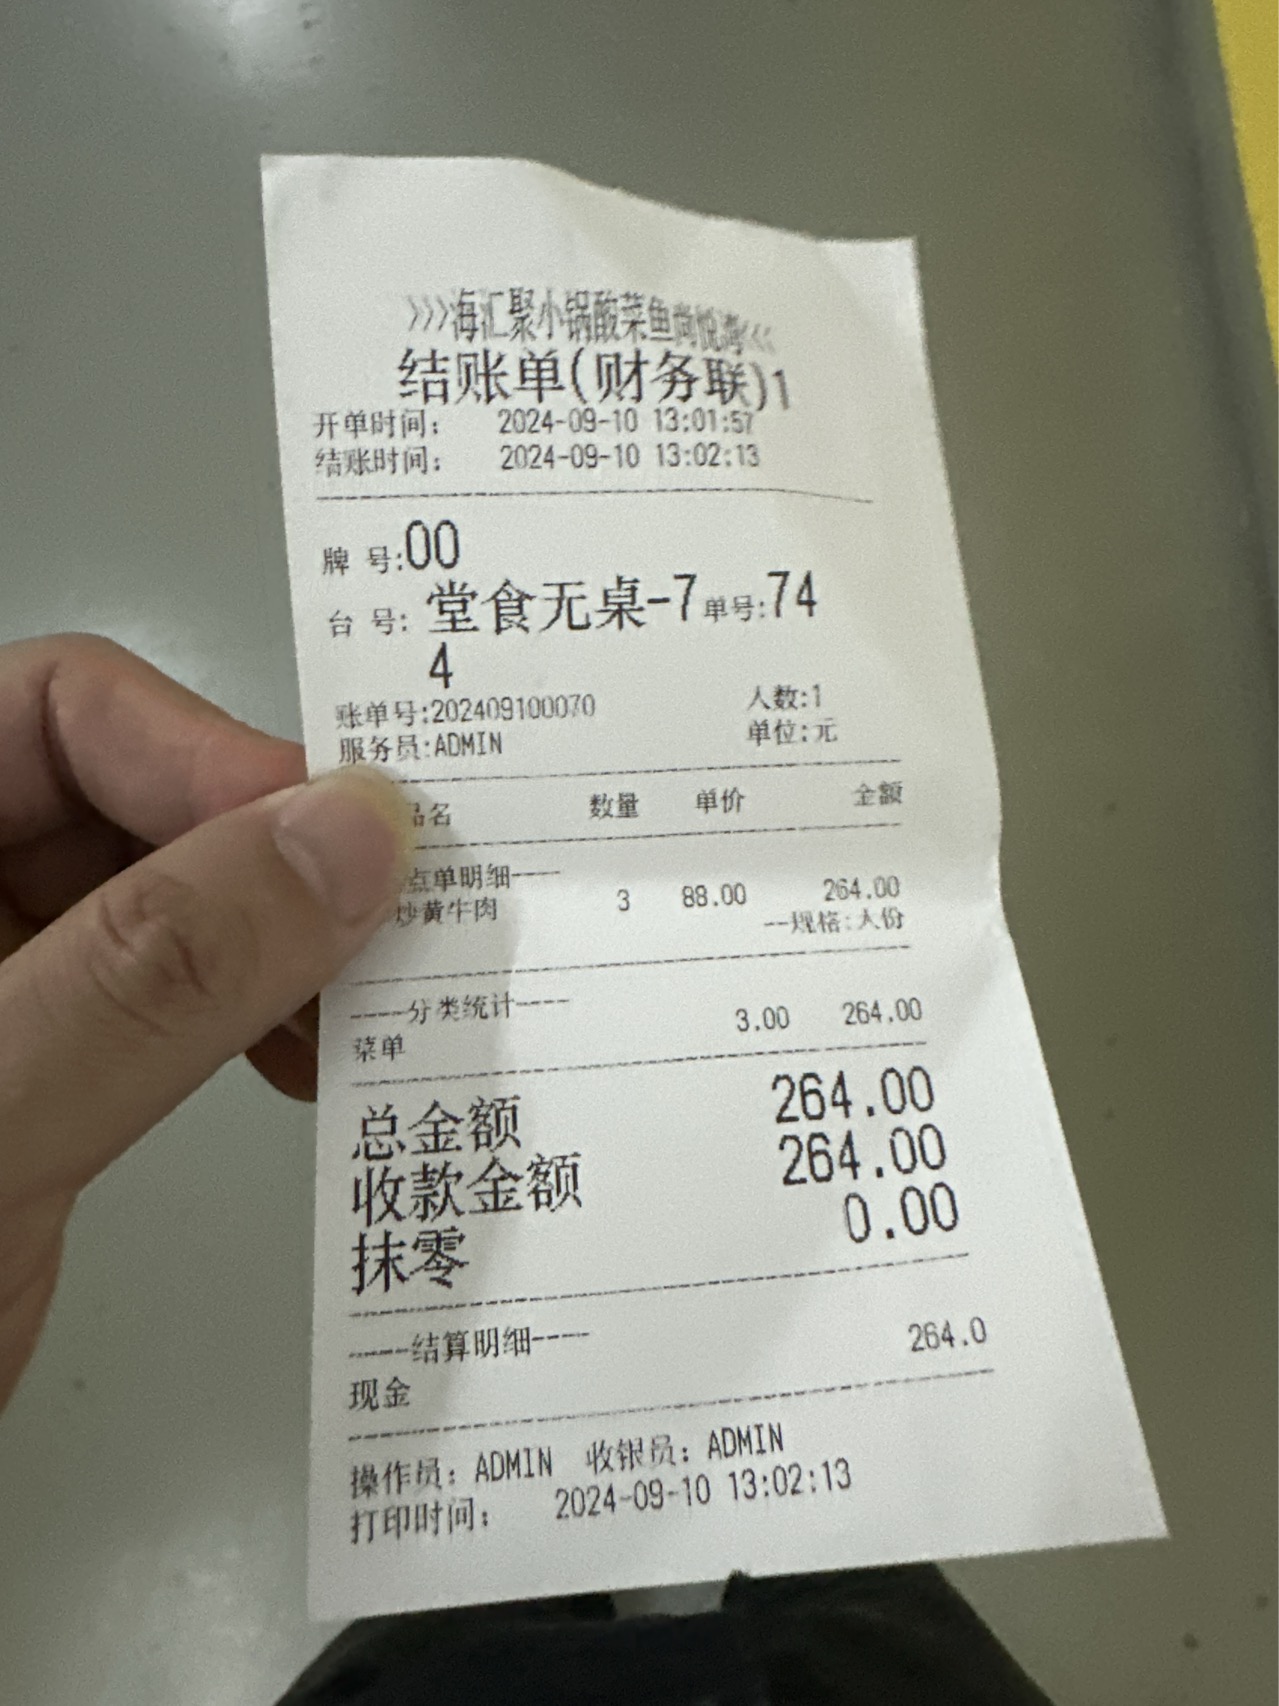 >>>海汇聚小锅酸菜鱼尚悦湾<<<
结账单(财务联)1
开单时间: 2024-09-10 13:01:57
结账时间: 2024-09-10 13:02:13
牌 号:00
台 号: 堂食无桌-7 单号:74
4
账单号:202409100070 人数:1
服务员:ADMIN 单位:元
品名 数量 单价 金额
点单明细----
炒黄牛肉 3 88.00 264.00
--规格:人份
----分类统计----
菜单 3.00 264.00
总金额 264.00
收款金额 264.00
抹零 0.00
----结算明细----
现金 264.0
操作员: ADMIN 收银员: ADMIN
打印时间: 2024-09-10 13:02:13